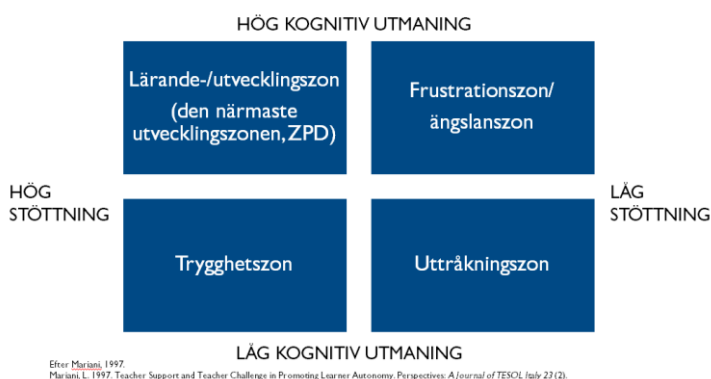 HÖG KOGNITIV UTMANING
Lärande-/utvecklingszon
(den närmaste
utvecklingszonen, ZPD)
Frustrationszon/
ängslanszon
HÖG
STÖTTNING
LÅG
STÖTTNING
Trygghetszon
Uttråkningszon
LÅG KOGNITIV UTMANING
Efter Mariani, 1997.
Mariani, L. 1997. Teacher Support and Teacher Challenge in Promoting Learner Autonomy. Perspectives: A Journal of TESOL Italy 23 (2).